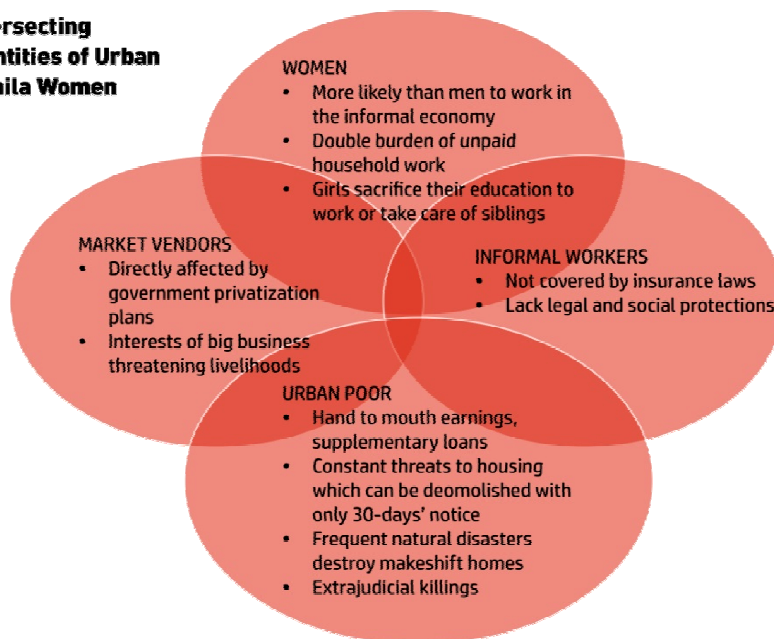 Urban
Women
WOMEN
• More likely than men to work in
the informal economy
• Double burden of unpaid
household work
• Girls sacrifice their education to
work or take care of siblings
MARKET VENDORS
• Directly affected by
government privatization
plans
• Interests of big business
threatening livelihoods
INFORMAL WORKERS
• Not covered by insurance laws
• Lack legal and social protections
URBAN POOR
• Hand to mouth earnings,
supplementary loans
• Constant threats to housing
which can be deomolished with
only 30-days' notice
• Frequent natural disasters
destroy makeshift homes
• Extrajudicial killings